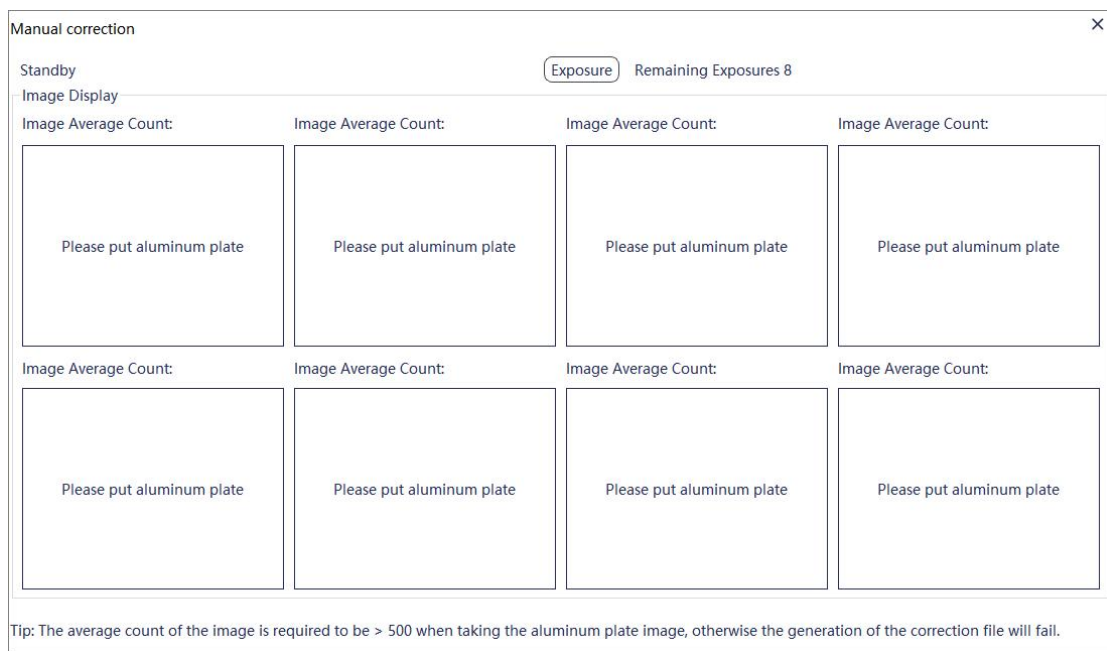 Manual correction
×
Standby
Exposure
Remaining Exposures 8
Image Display
Image Average Count:
Image Average Count:
Image Average Count:
Image Average Count:
Please put aluminum plate
Please put aluminum plate
Please put aluminum plate
Please put aluminum plate
Image Average Count:
Image Average Count:
Image Average Count:
Image Average Count:
Please put aluminum plate
Please put aluminum plate
Please put aluminum plate
Please put aluminum plate
Tip: The average count of the image is required to be > 500 when taking the aluminum plate image, otherwise the generation of the correction file will fail.